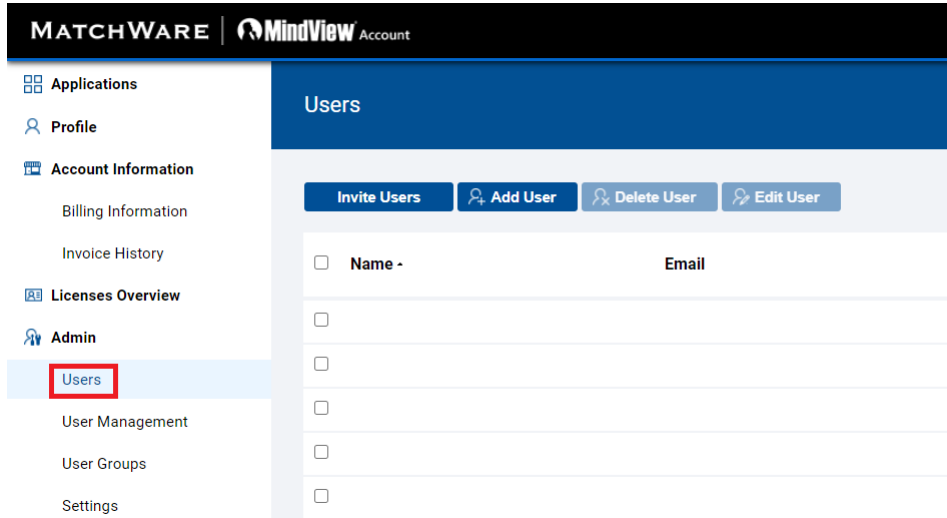 MATCHWARE | MindView Account
Applications
Profile
Account Information
Billing Information
Invoice History
Licenses Overview
Admin
Users
User Management
User Groups
Settings
Users
Invite Users Add User Delete User Edit User
Name Email